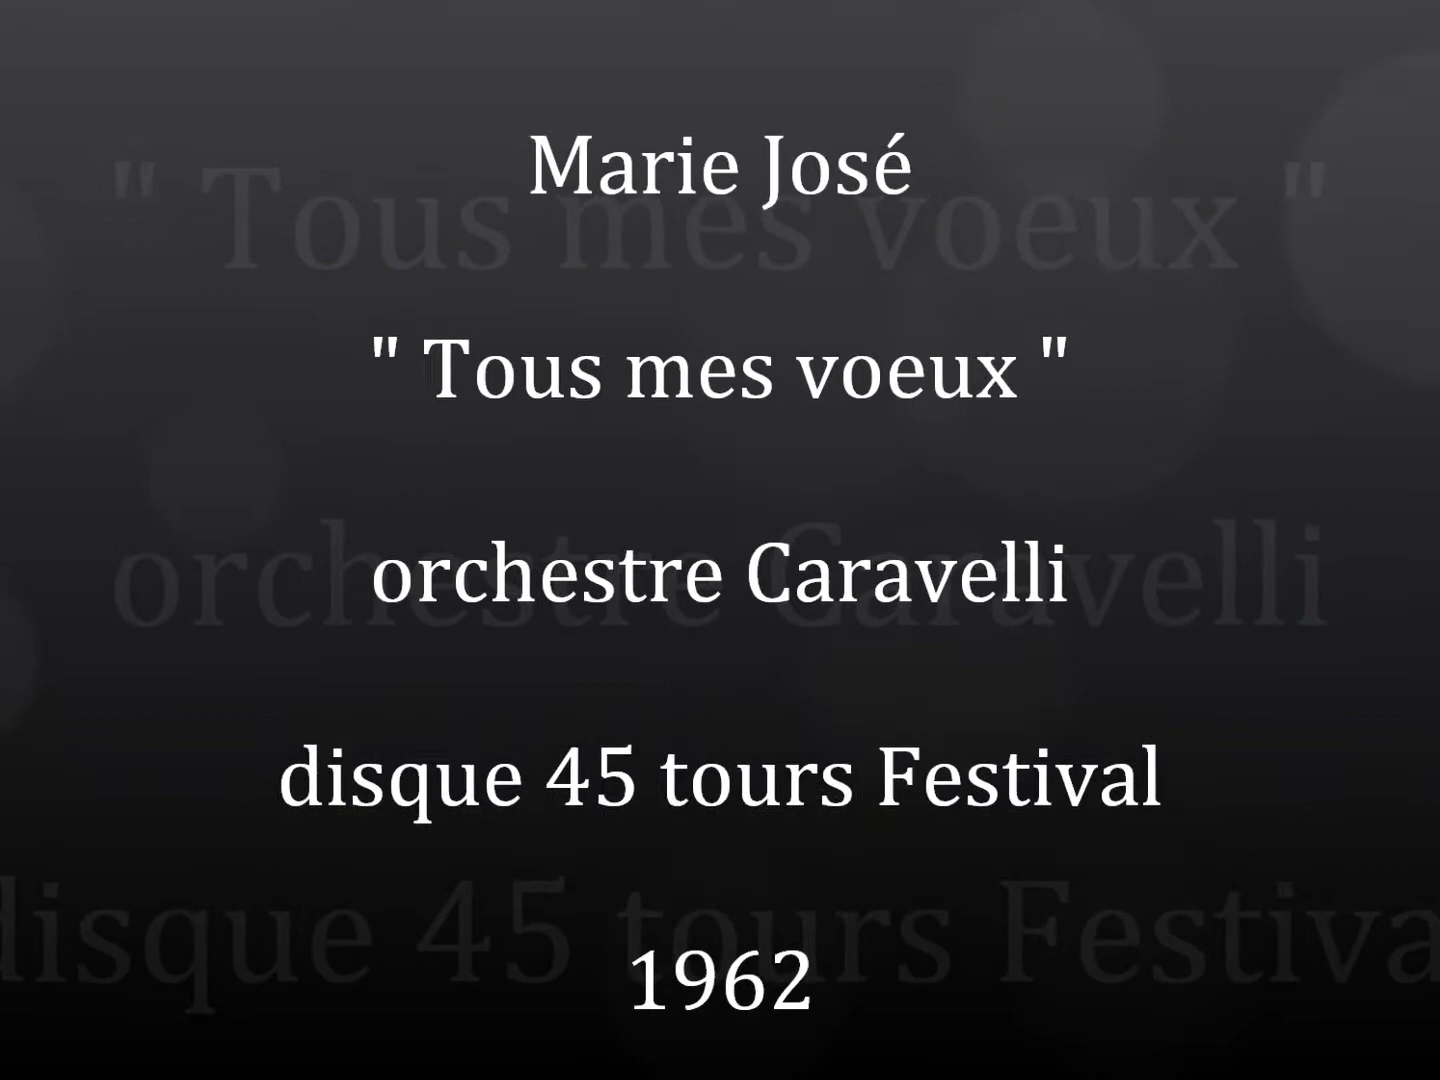 Marie José
" Tous mes voeux "
orchestre Caravelli
disque 45 tours Festival
1962